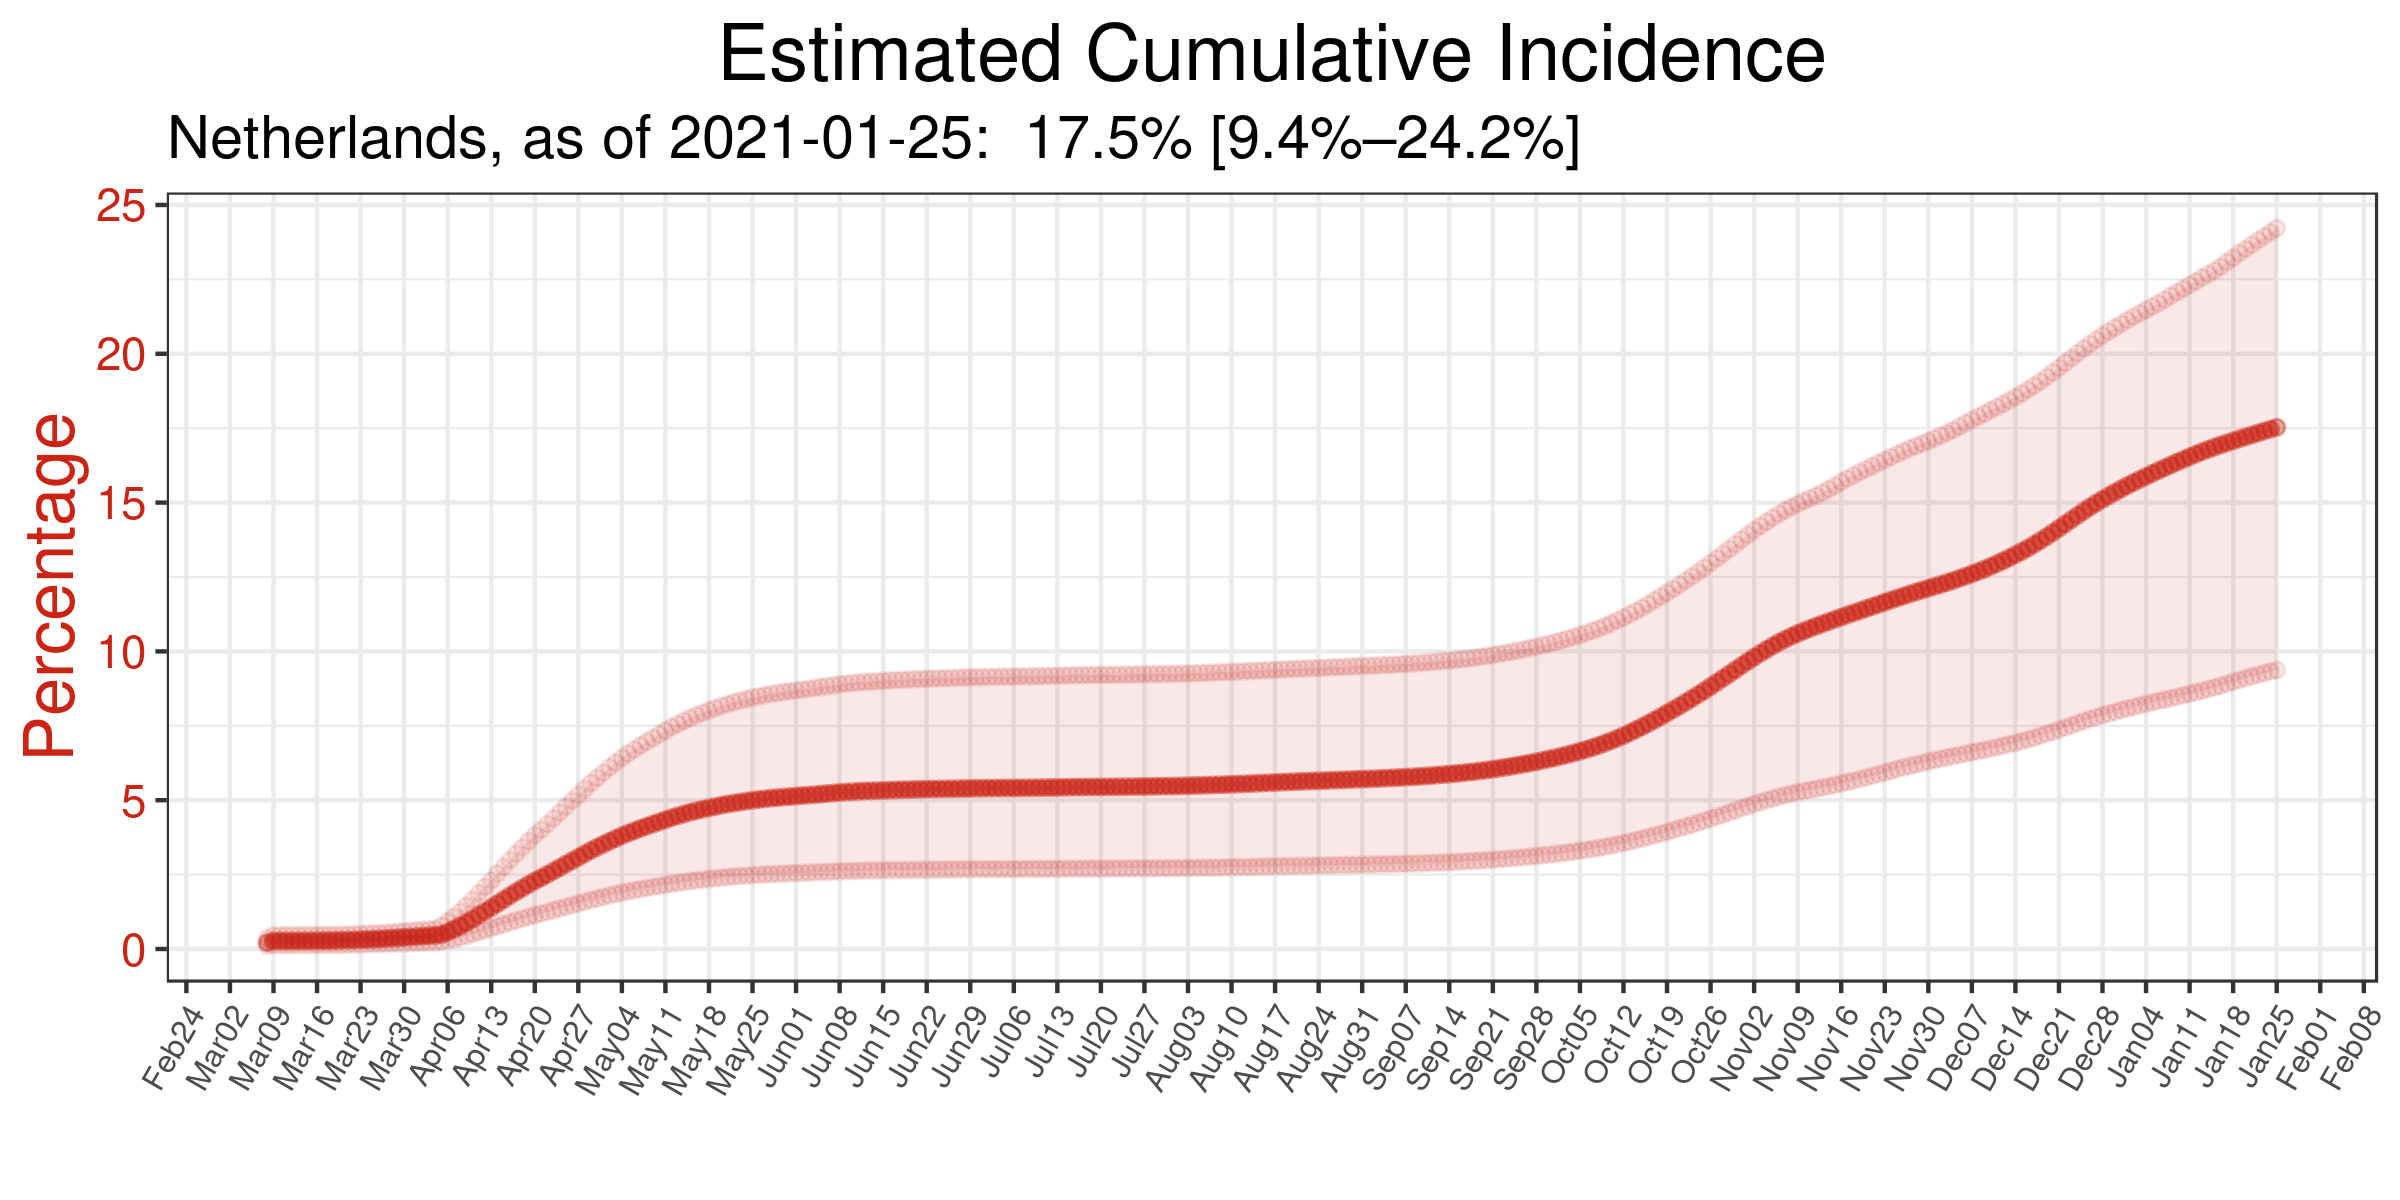 Estimated Cumulative Incidence
Netherlands, as of 2021-01-25:  17.5% [9.4%–24.2%]
Percentage
25
20
15
10
5
0
Feb24 Mar02 Mar09 Mar16 Mar23 Mar30 Apr06 Apr13 Apr20 Apr27 May04 May11 May18 May25 Jun01 Jun08 Jun15 Jun22 Jun29 Jul06 Jul13 Jul20 Jul27 Aug03 Aug10 Aug17 Aug24 Aug31 Sep07 Sep14 Sep21 Sep28 Oct05 Oct12 Oct19 Oct26 Nov02 Nov09 Nov16 Nov23 Nov30 Dec07 Dec14 Dec21 Dec28 Jan04 Jan11 Jan18 Jan25 Feb01 Feb08